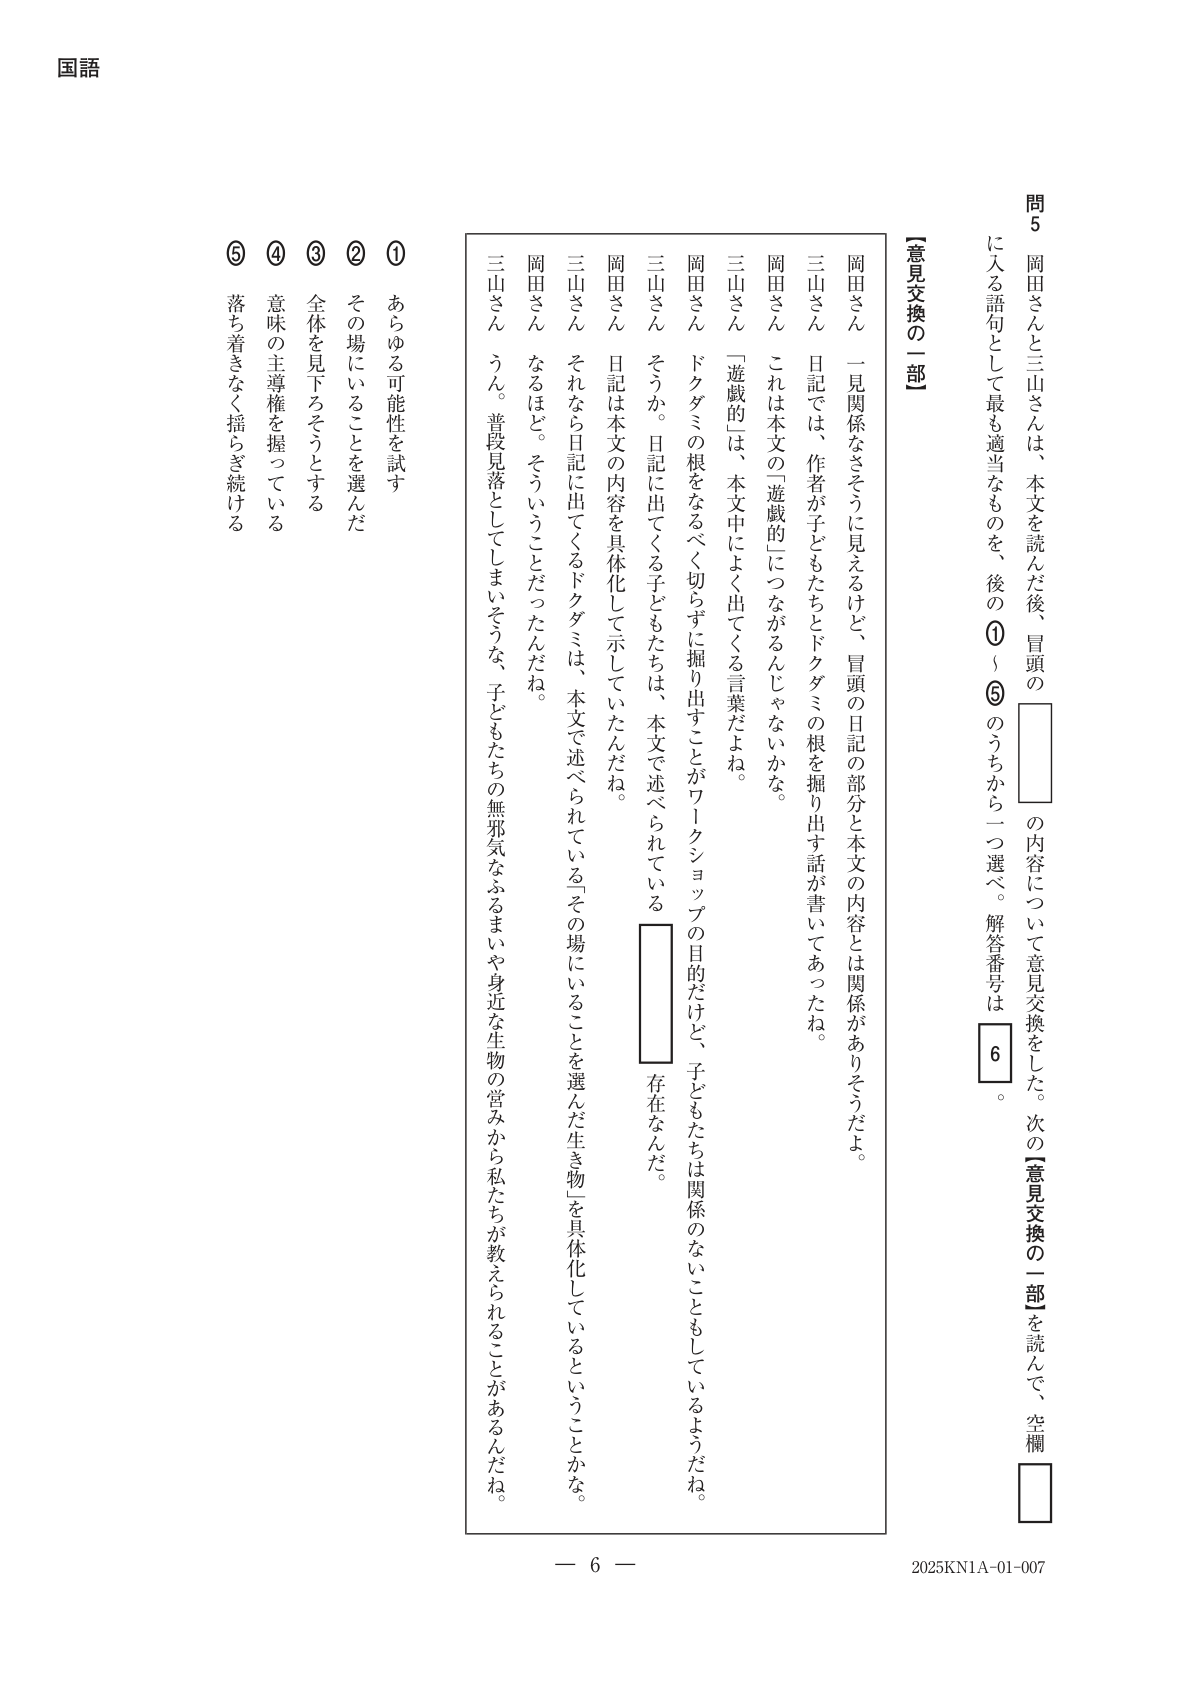 国語
問5 岡田さんと三山さんは、本文を読んだ後、冒頭の の内容について意見交換をした。次の【意見交換の一部】を読んで、空欄
に入る語句として最も適当なものを、後の①～⑤のうちから一つ選べ。解答番号は 6 。
【意見交換の一部】
岡田さん 一見関係なさそうに見えるけど、冒頭の日記の部分と本文の内容とは関係がありそうだよ。
三山さん 日記では、作者が子どもたちとドクダミの根を掘り出す話が書いてあったね。
岡田さん これは本文の「遊戯的」につながるんじゃないかな。
三山さん 「遊戯的」は、本文中によく出てくる言葉だよね。
岡田さん ドクダミの根をなるべく切らずに掘り出すことがワークショップの目的だけど、子どもたちは関係のないこともしているようだね。
三山さん そうか。日記に出てくる子どもたちは、本文で述べられている 存在なんだ。
岡田さん 日記は本文の内容を具体化して示していたんだね。
三山さん それなら日記に出てくるドクダミは、本文で述べられている「その場にいることを選んだ生き物」を具体化しているということかな。
岡田さん なるほど。そういうことだったんだね。
三山さん うん。普段見落としてしまいそうな、子どもたちの無邪気なふるまいや身近な生物の営みから私たちが教えられることがあるんだね。
① あらゆる可能性を試す
② その場にいることを選んだ
③ 全体を見下ろそうとする
④ 意味の主導権を握っている
⑤ 落ち着きなく揺らぎ続ける
— 6 —
2025KN1A-01-007